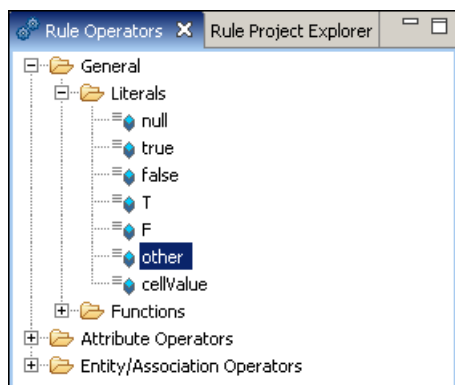 Rule Operators Rule Project Explorer
General
Literals
null
true
false
T
F
other
cellValue
Functions
Attribute Operators
Entity/Association Operators